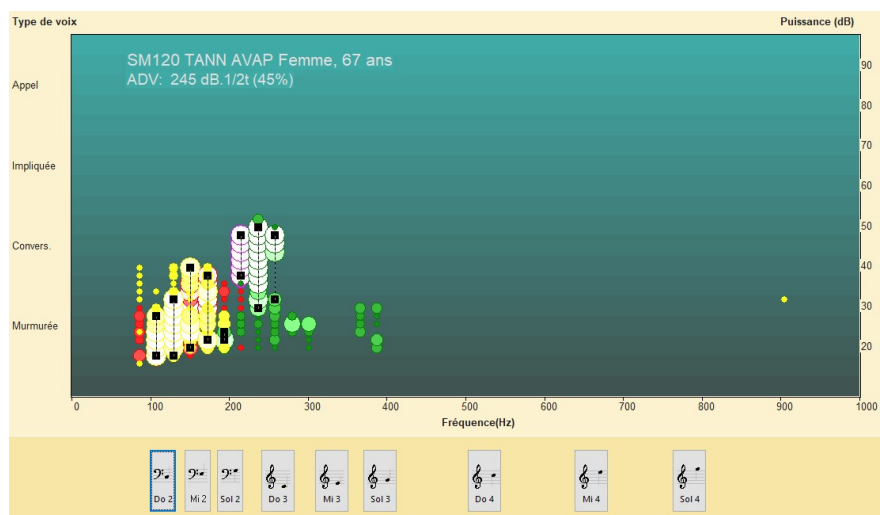 Type de voix
Puissance (dB)
SM120 TANN AVAP Femme, 67 ans
ADV: 245 dB.1/2t (45%)
Appel
Impliquée
Convers.
Murmurée
90
80
70
60
50
40
30
20
0 100 200 300 400 500 600 700 800 900 1000
Fréquence(Hz)
Do 2 Mi 2 Sol 2 Do 3 Mi 3 Sol 3 Do 4 Mi 4 Sol 4